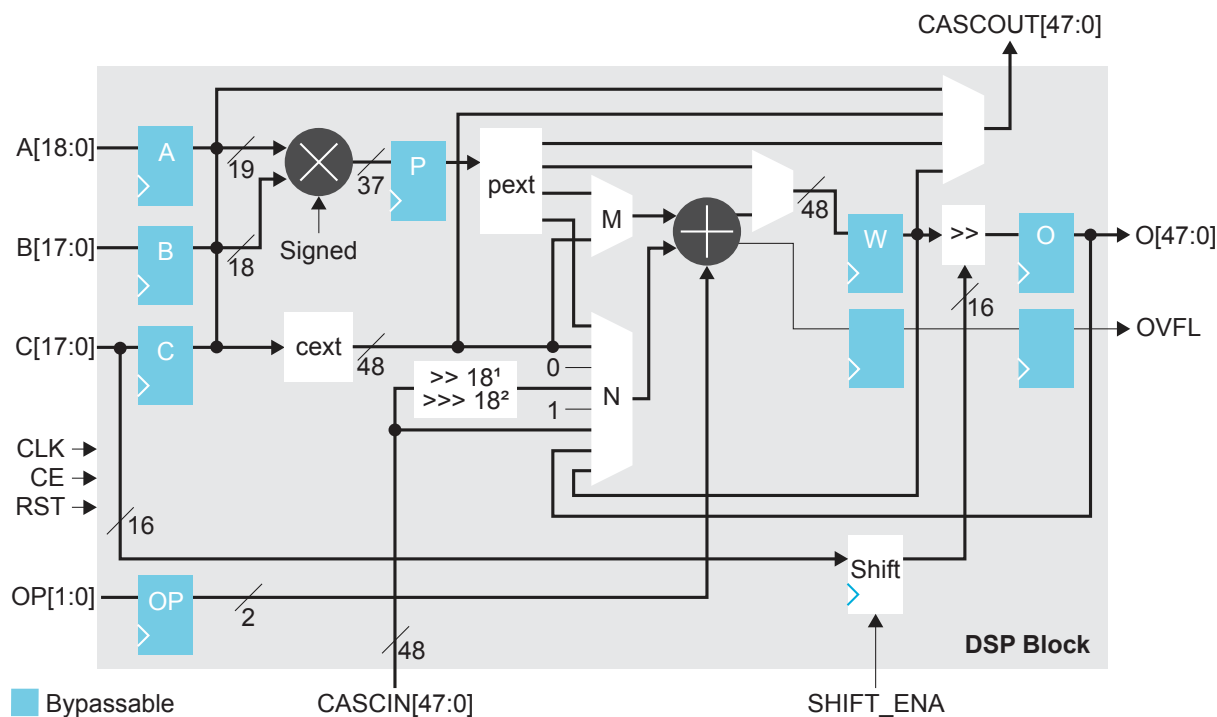 CASCOUT[47:0]
A[18:0]
A
19
37
P
pext
48
M
B[17:0]
B
18
Signed
W
>>
O
O[47:0]
16
C[17:0]
C
cext
48
0
OVFL
>> 18¹
>>> 18²
1
N
CLK
CE
RST
16
OP[1:0]
OP
2
Shift
48
DSP Block
Bypassable
CASCIN[47:0]
SHIFT_ENA